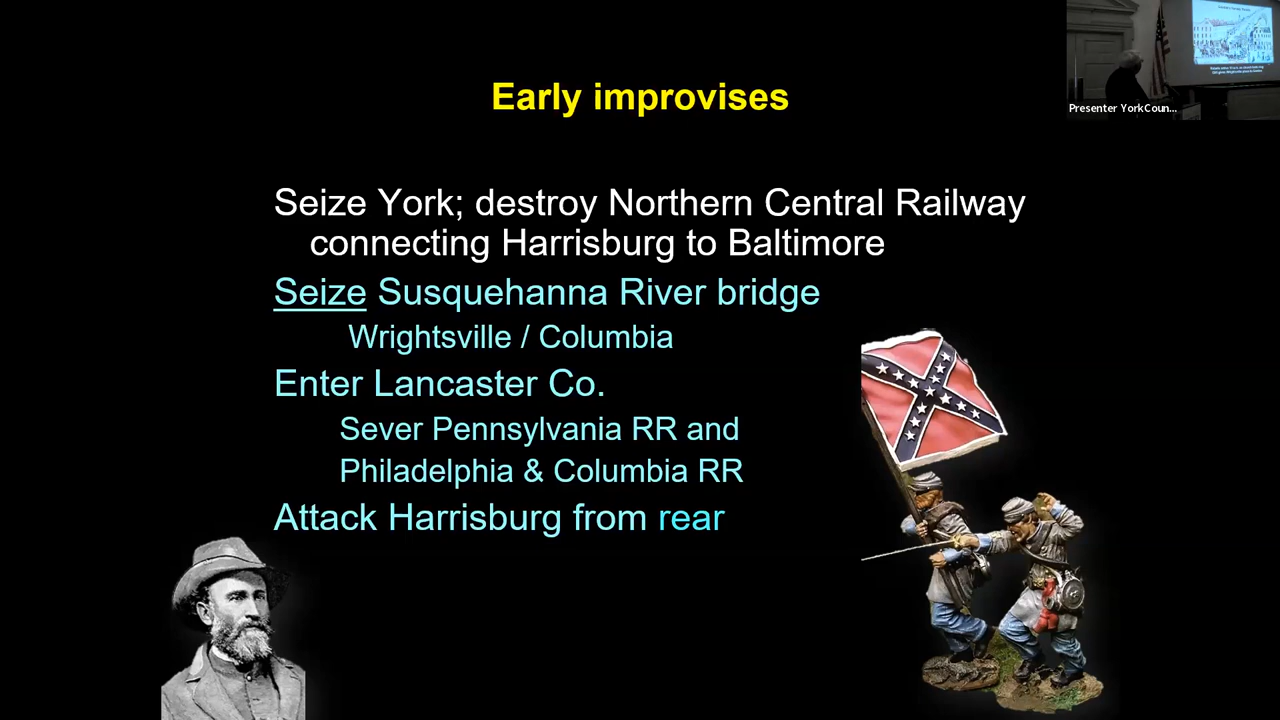 Early improvises
Seize York; destroy Northern Central Railway
connecting Harrisburg to Baltimore
Seize Susquehanna River bridge
Wrightsville / Columbia
Enter Lancaster Co.
Sever Pennsylvania RR and
Philadelphia & Columbia RR
Attack Harrisburg from rear
Presenter YorkCoun...